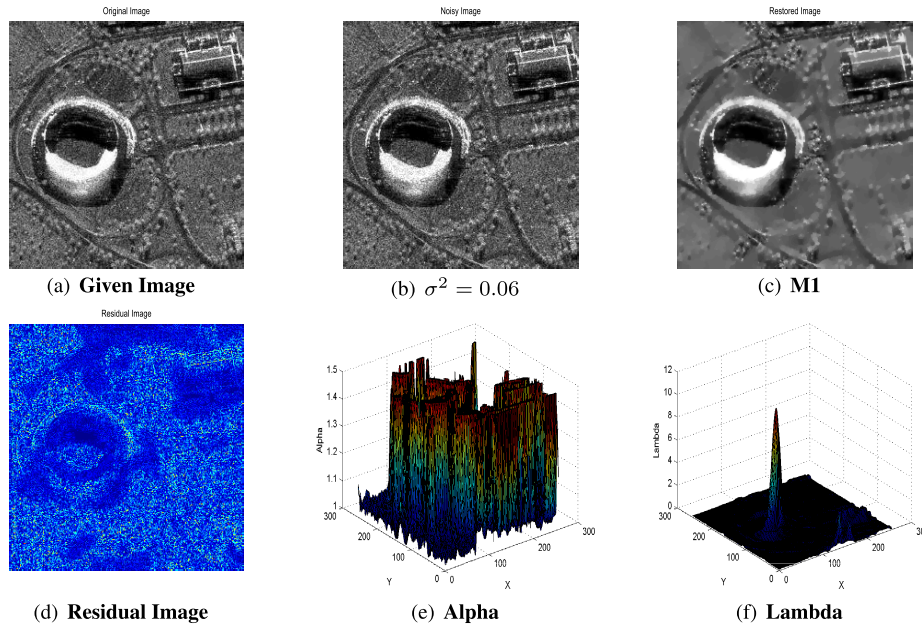 Original Image
Noisy Image
Restored Image
(a) Given Image
(b) σ² = 0.06
(c) M1
Residual Image
1.5
1.4
1.3
1.2
1.1
1
Alpha
300
200
100
0
Y
0
100
200
300
X
12
10
8
6
4
2
0
Lambda
300
200
100
0
Y
0
100
200
30
X
(d) Residual Image
(e) Alpha
(f) Lambda